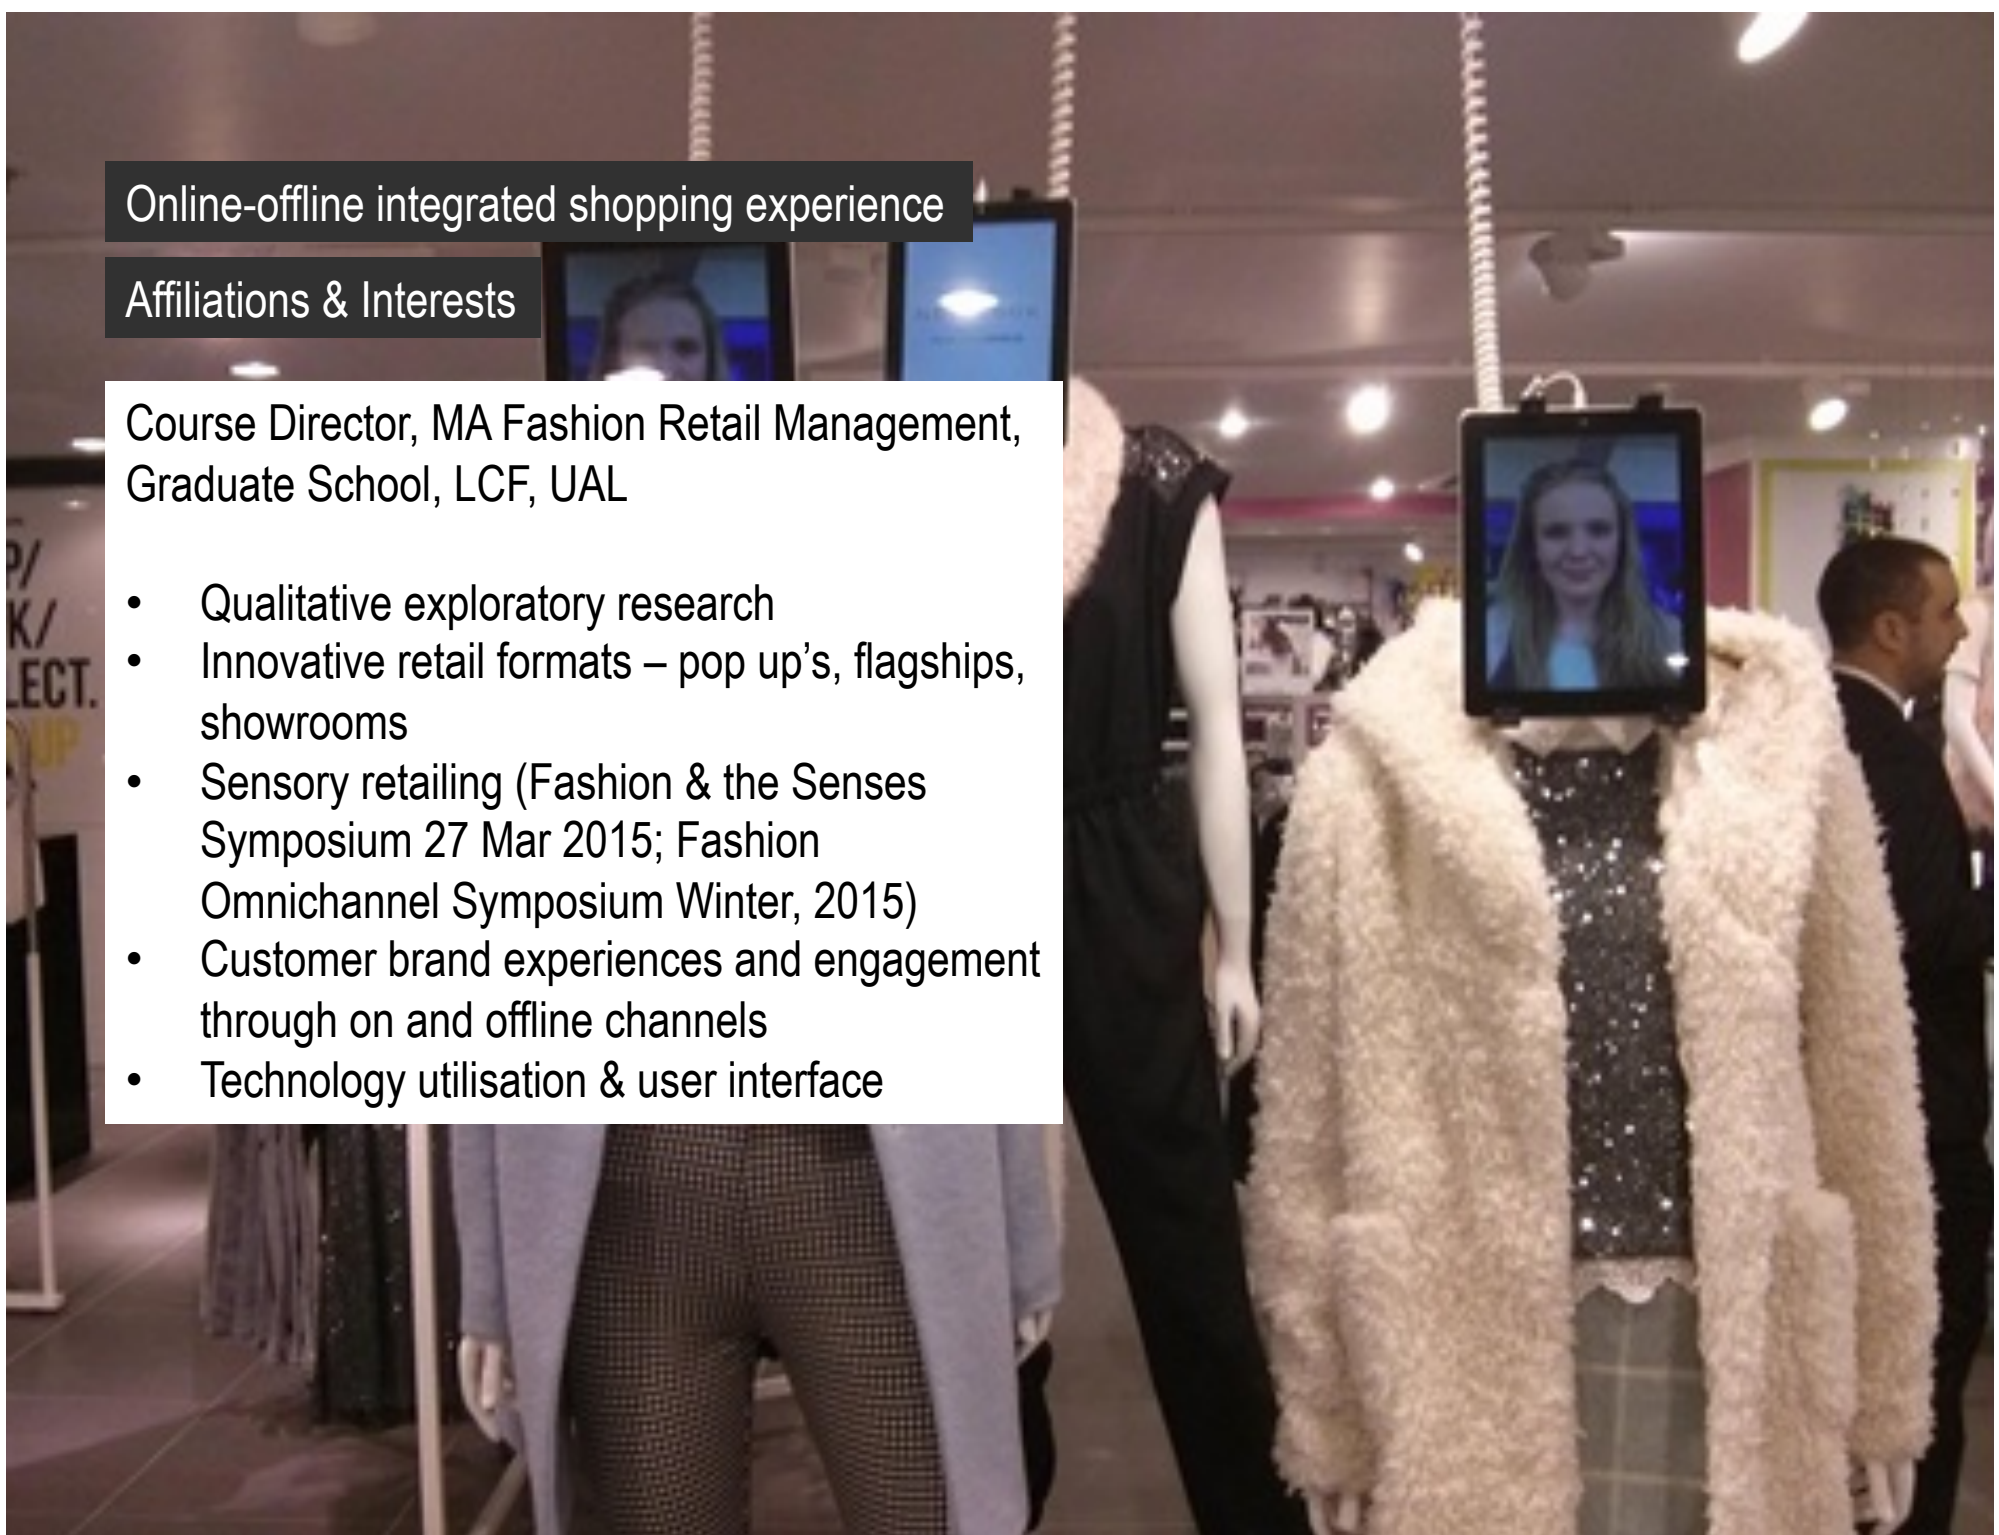 Online-offline integrated shopping experience
Affiliations & Interests
Course Director, MA Fashion Retail Management,
Graduate School, LCF, UAL
• Qualitative exploratory research
• Innovative retail formats – pop up’s, flagships,
showrooms
• Sensory retailing (Fashion & the Senses
Symposium 27 Mar 2015; Fashion
Omnichannel Symposium Winter, 2015)
• Customer brand experiences and engagement
through on and offline channels
• Technology utilisation & user interface
P/
K/
LECT.
UP